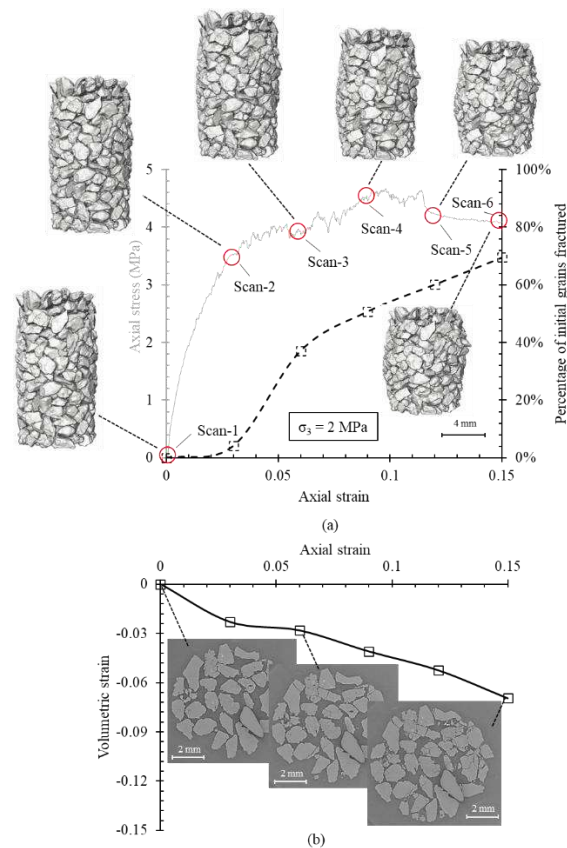 5
4
3
2
1
0
Axial stress (MPa)
100%
80%
60%
40%
20%
0%
Percentage of initial grains fractured
Scan-1
Scan-2
Scan-3
Scan-4
Scan-5
Scan-6
σ3 = 2 MPa
4 mm
0
0.05
0.1
0.15
Axial strain
(a)
Axial strain
0
0.05
0.1
0.15
0
-0.03
-0.06
-0.09
-0.12
-0.15
Volumetric strain
2 mm
2 mm
2 mm
(b)